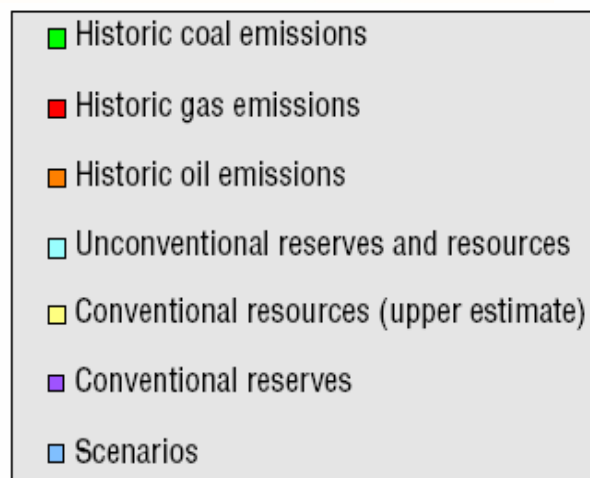 Historic coal emissions
Historic gas emissions
Historic oil emissions
Unconventional reserves and resources
Conventional resources (upper estimate)
Conventional reserves
Scenarios